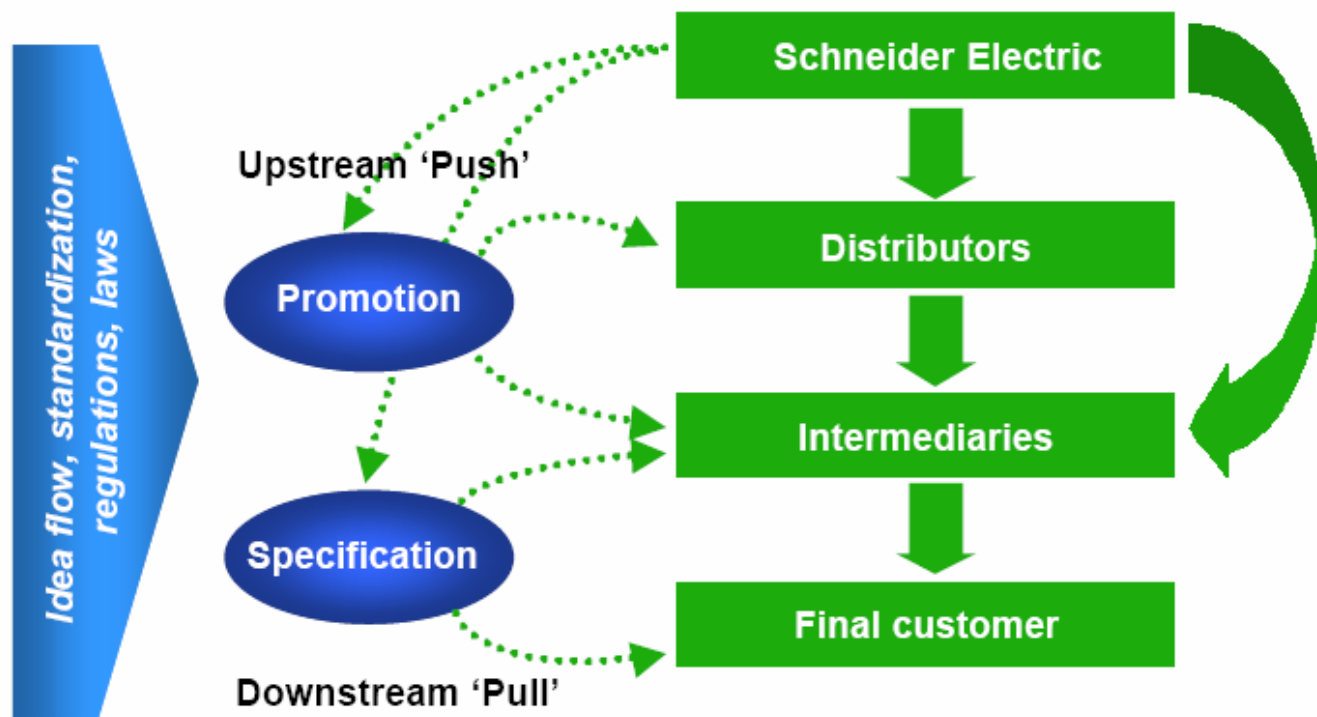 Idea flow, standardization,
regulations, laws
Schneider Electric
Upstream ‘Push’
Distributors
Promotion
Intermediaries
Specification
Final customer
Downstream ‘Pull’